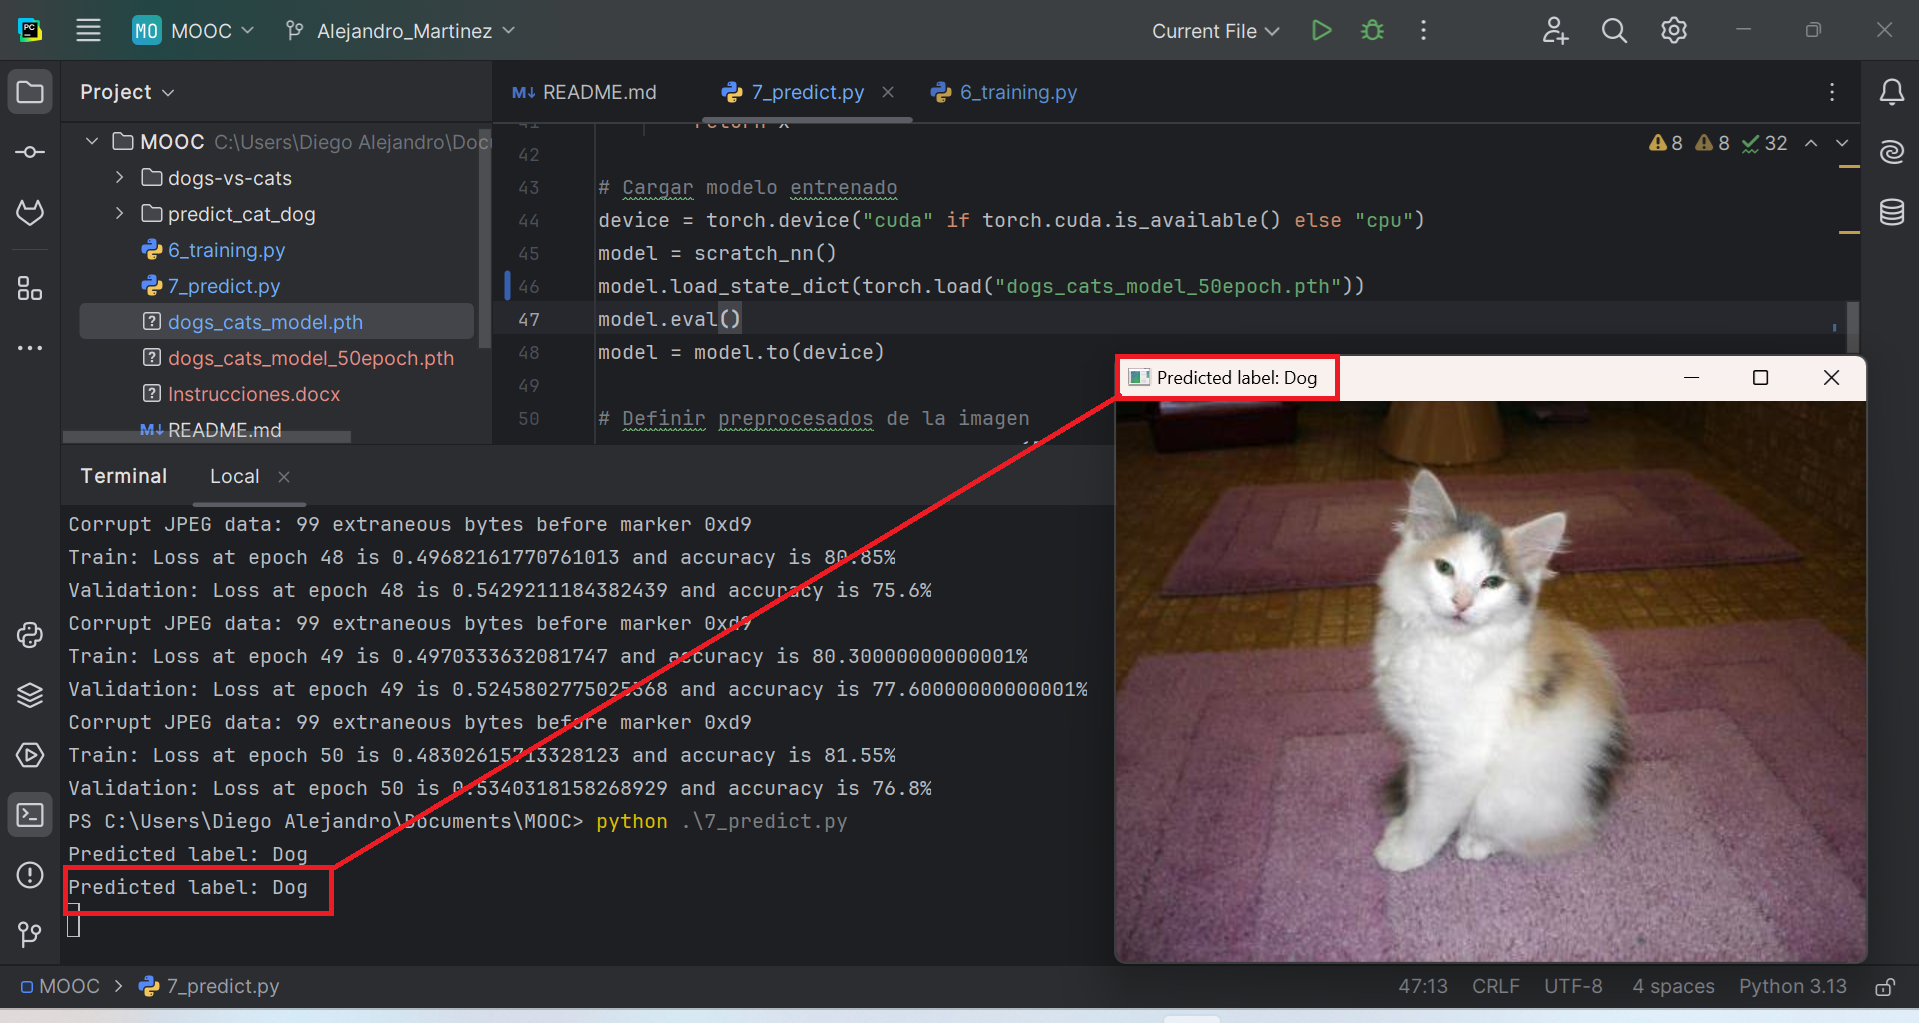 PC
MO MOOC
Alejandro_Martinez
Current File
Project
README.md
7_predict.py
6_training.py
MOOC C:\Users\Diego Alejandro\Doc
dogs-vs-cats
predict_cat_dog
6_training.py
7_predict.py
dogs_cats_model.pth
dogs_cats_model_50epoch.pth
Instrucciones.docx
M↓ README.md
41 return x
8 8 32
42
43 # Cargar modelo entrenado
44 device = torch.device("cuda" if torch.cuda.is_available() else "cpu")
45 model = scratch_nn()
46 model.load_state_dict(torch.load("dogs_cats_model_50epoch.pth"))
47 model.eval()
48 model = model.to(device)
49
50 # Definir preprocesados de la imagen
Predicted label: Dog
Terminal Local
Corrupt JPEG data: 99 extraneous bytes before marker 0xd9
Train: Loss at epoch 48 is 0.49682161770761013 and accuracy is 80.85%
Validation: Loss at epoch 48 is 0.5429211184382439 and accuracy is 75.6%
Corrupt JPEG data: 99 extraneous bytes before marker 0xd9
Train: Loss at epoch 49 is 0.4970333632081747 and accuracy is 80.30000000000001%
Validation: Loss at epoch 49 is 0.5245802775025368 and accuracy is 77.60000000000001%
Corrupt JPEG data: 99 extraneous bytes before marker 0xd9
Train: Loss at epoch 50 is 0.48302615713328123 and accuracy is 81.55%
Validation: Loss at epoch 50 is 0.5340318158268929 and accuracy is 76.8%
PS C:\Users\Diego Alejandro\Documents\MOOC> python .\7_predict.py
Predicted label: Dog
Predicted label: Dog
MOOC > 7_predict.py
47:13 CRLF UTF-8 4 spaces Python 3.13